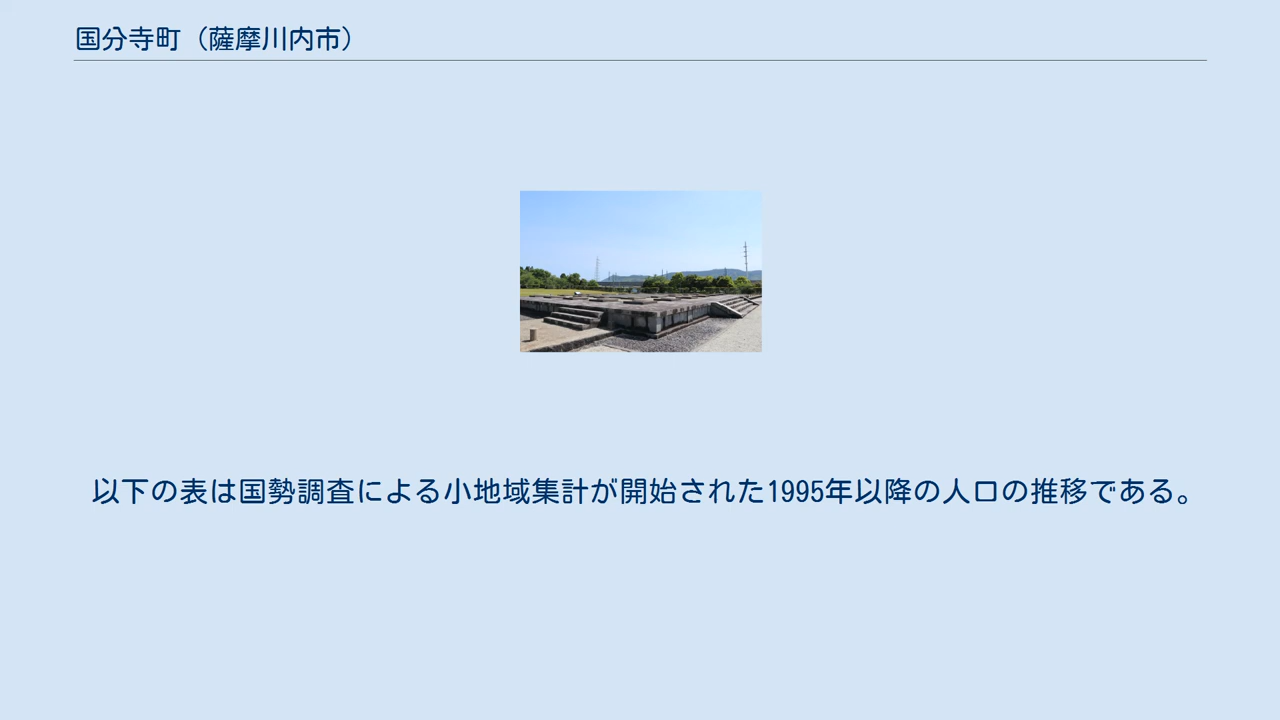 国分寺町（薩摩川内市）
以下の表は国勢調査による小地域集計が開始された1995年以降の人口の推移である。